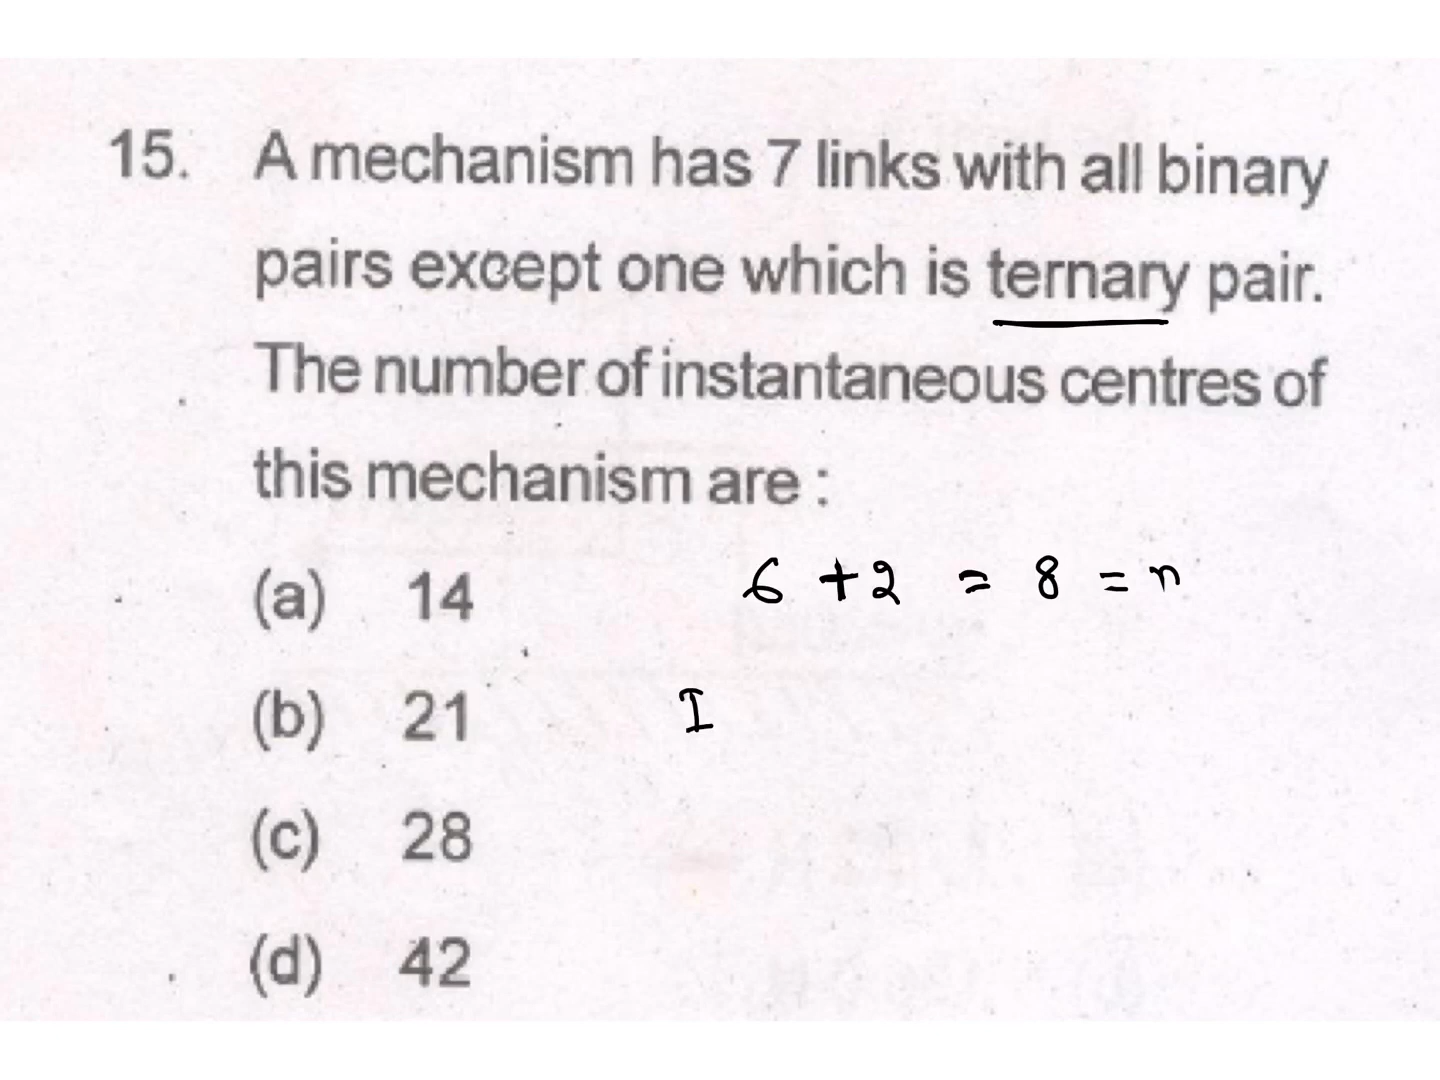 15. A mechanism has 7 links with all binary
pairs except one which is ternary pair.
The number of instantaneous centres of
this mechanism are :
(a) 14
6 + 2 = 8 = n
(b) 21
I
(c) 28
(d) 42